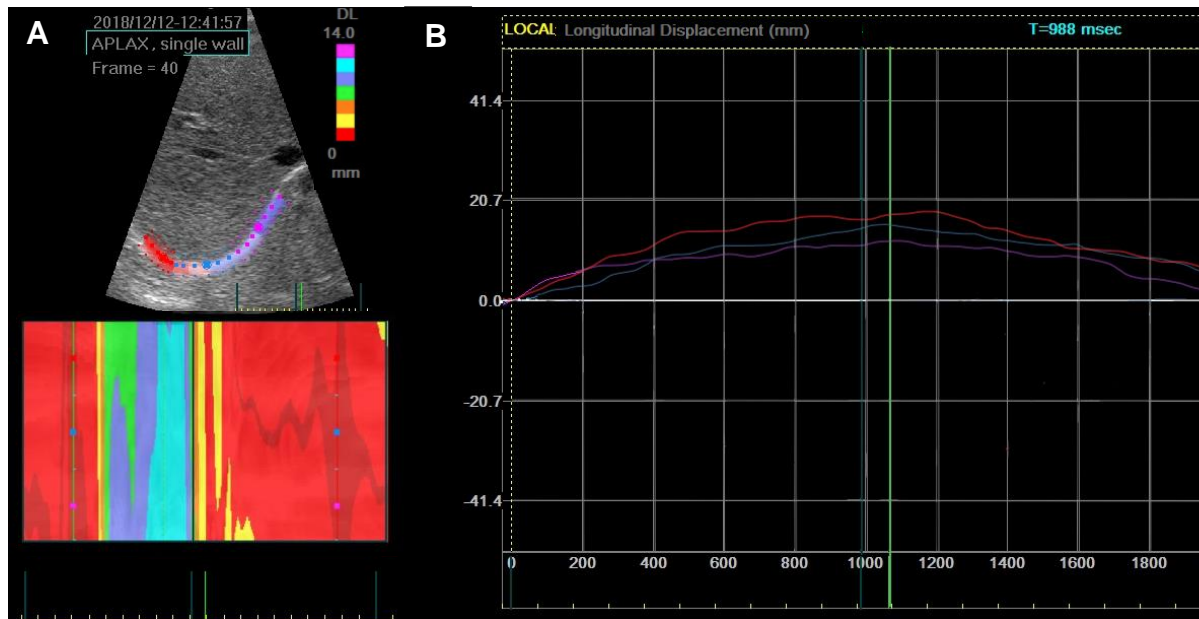 A
2018/12/12-12:41:57
APLAX, single wall
Frame = 40
DL
14.0
0
mm
B
LOCAL Longitudinal Displacement (mm)
T=988 msec
41.4
20.7
0.0
-20.7
-41.4
0 200 400 600 800 1000 1200 1400 1600 1800